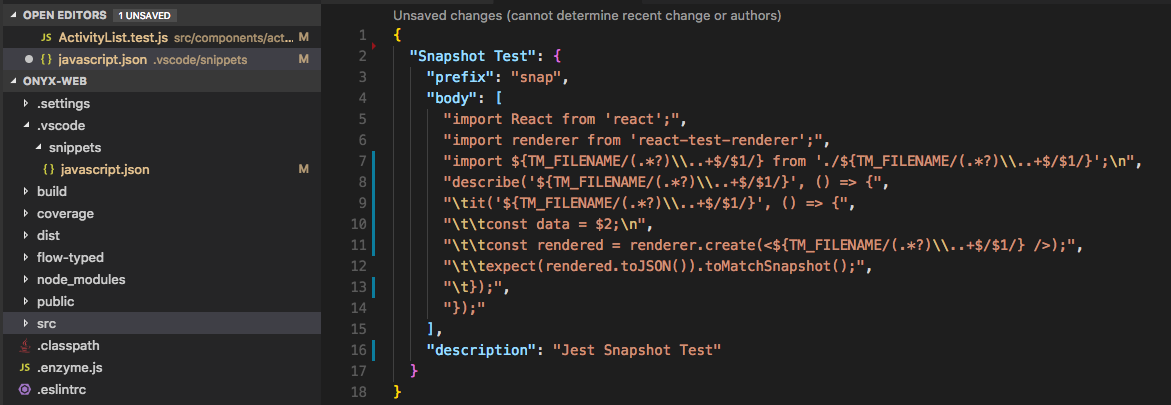 OPEN EDITORS 1 UNSAVED
JS ActivityList.test.js src/components/act... M
{} javascript.json .vscode/snippets M
ONYX-WEB
.settings
.vscode
snippets
{} javascript.json M
build
coverage
dist
flow-typed
node_modules
public
src
.classpath
JS .enzyme.js
.eslintrc
Unsaved changes (cannot determine recent change or authors)
1 {
2 "Snapshot Test": {
3 "prefix": "snap",
4 "body": [
5 "import React from 'react';",
6 "import renderer from 'react-test-renderer';",
7 "import ${TM_FILENAME/(.*?)\\..+$/$1/} from './${TM_FILENAME/(.*?)\\..+$/$1/}';\n",
8 "describe('${TM_FILENAME/(.*?)\\..+$/$1/}', () => {",
9 "\tit('${TM_FILENAME/(.*?)\\..+$/$1/}', () => {",
10 "\t\tconst data = $2;\n",
11 "\t\tconst rendered = renderer.create(<${TM_FILENAME/(.*?)\\..+$/$1/} />);",
12 "\t\texpect(rendered.toJSON()).toMatchSnapshot();",
13 "\t});",
14 "});"
15 ],
16 "description": "Jest Snapshot Test"
17 }
18 }